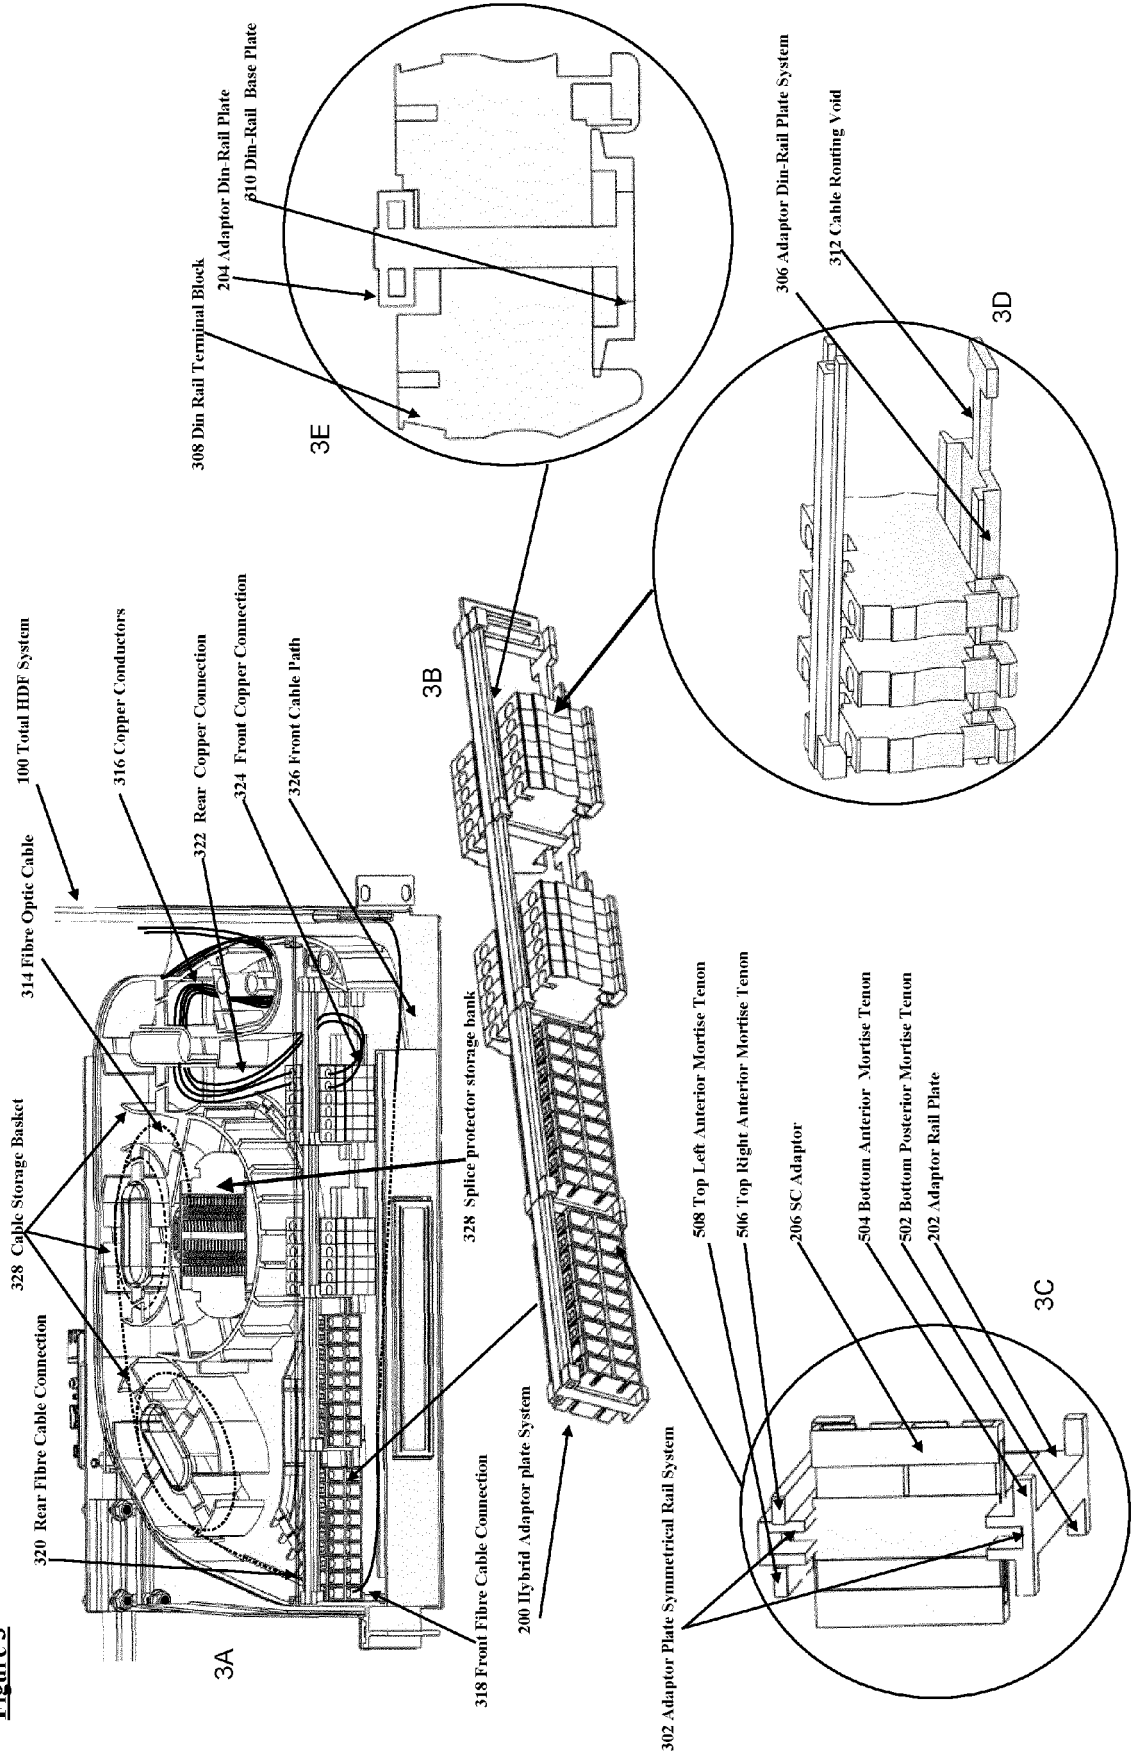 Figure 3
320 Rear Fibre Cable Connection
328 Cable Storage Basket
314 Fibre Optic Cable
100 Total HDF System
316 Copper Conductors
322 Rear Copper Connection
324 Front Copper Connection
326 Front Cable Path
328 Splice protector storage bank
318 Front Fibre Cable Connection
3A
200 Hybrid Adaptor plate System
3B
308 Din Rail Terminal Block
204 Adaptor Din-Rail Plate
310 Din-Rail Base Plate
3E
302 Adaptor Plate Symmetrical Rail System
508 Top Left Anterior Mortise Tenon
506 Top Right Anterior Mortise Tenon
206 SC Adaptor
504 Bottom Anterior Mortise Tenon
502 Bottom Posterior Mortise Tenon
202 Adaptor Rail Plate
3C
306 Adaptor Din-Rail Plate System
312 Cable Routing Void
3D